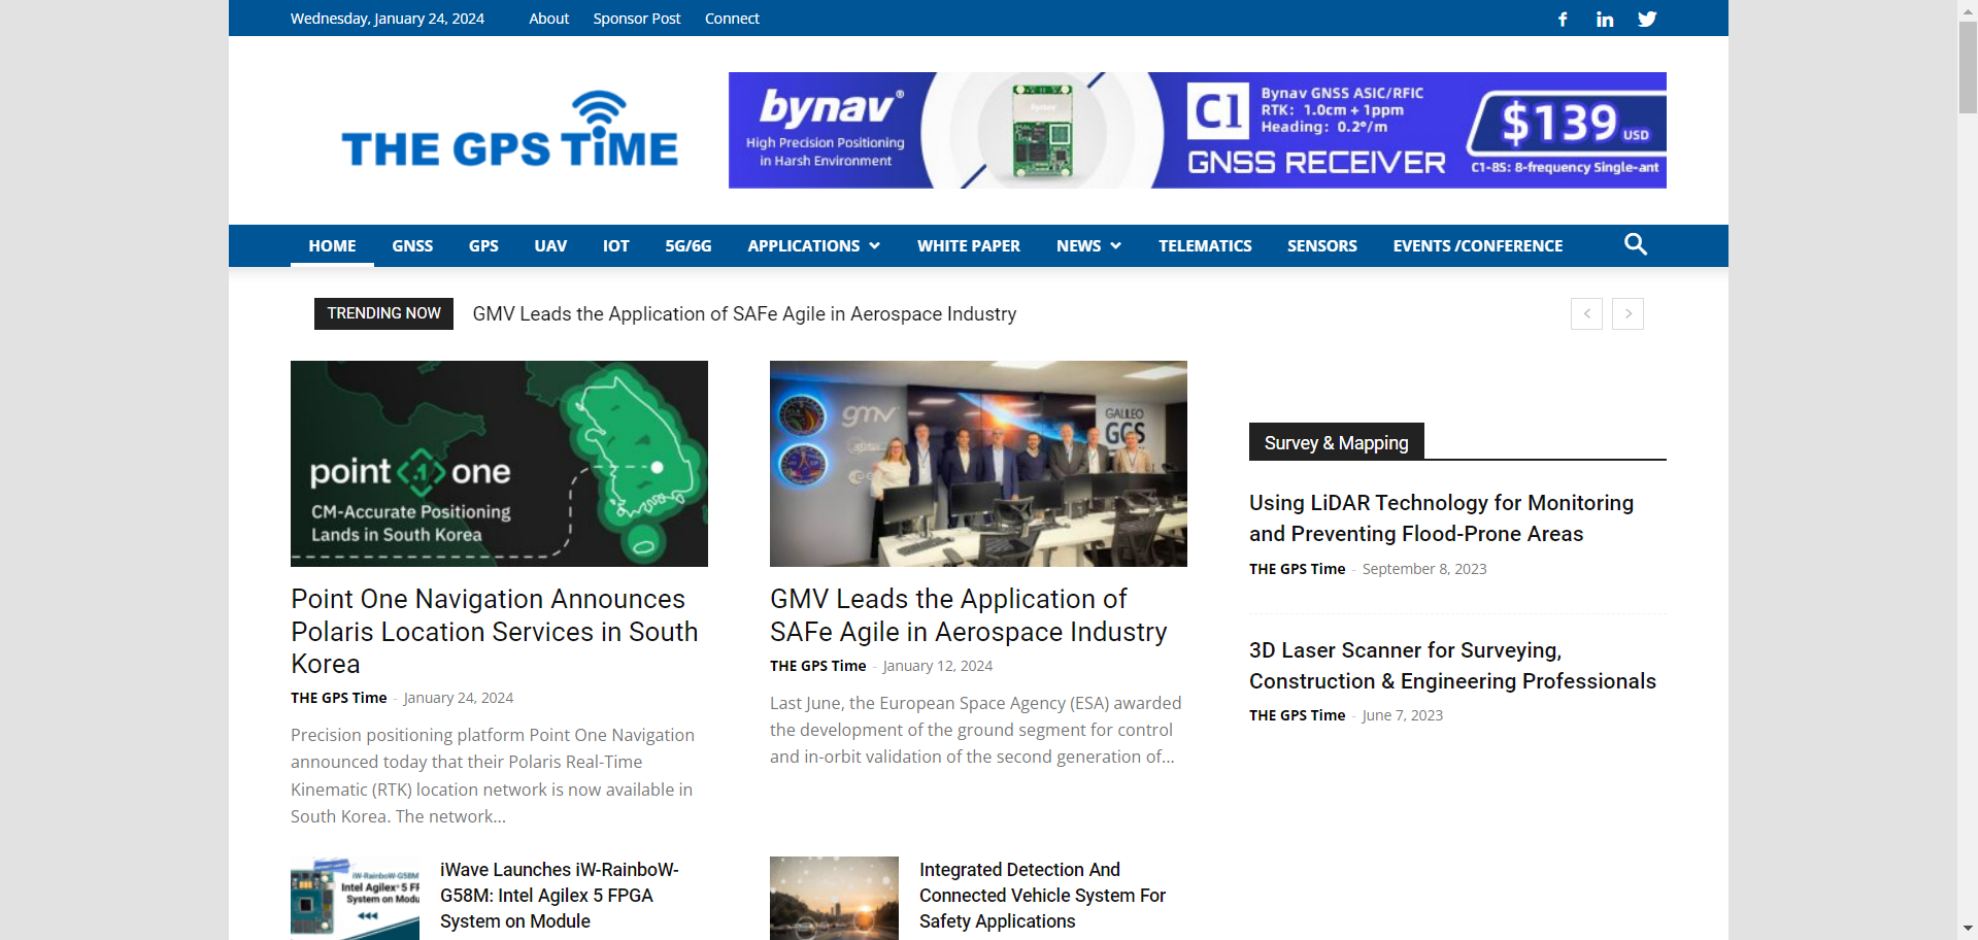 Wednesday, January 24, 2024 About Sponsor Post Connect
THE GPS TiME
bynav®
High Precision Positioning
in Harsh Environment
C1
Bynav GNSS ASIC/RFIC
RTK: 1.0cm + 1ppm
Heading: 0.2°/m
GNSS RECEIVER
$139 USD
C1-8S: 8-frequency Single-ant
HOME GNSS GPS UAV IOT 5G/6G APPLICATIONS WHITE PAPER NEWS TELEMATICS SENSORS EVENTS /CONFERENCE
TRENDING NOW GMV Leads the Application of SAFe Agile in Aerospace Industry
point one
CM-Accurate Positioning
Lands in South Korea
Point One Navigation Announces
Polaris Location Services in South
Korea
THE GPS Time - January 24, 2024
Precision positioning platform Point One Navigation
announced today that their Polaris Real-Time
Kinematic (RTK) location network is now available in
South Korea. The network...
gmv
GALILEO
GCS
GMV Leads the Application of
SAFe Agile in Aerospace Industry
THE GPS Time - January 12, 2024
Last June, the European Space Agency (ESA) awarded
the development of the ground segment for control
and in-orbit validation of the second generation of...
Survey & Mapping
Using LiDAR Technology for Monitoring
and Preventing Flood-Prone Areas
THE GPS Time - September 8, 2023
3D Laser Scanner for Surveying,
Construction & Engineering Professionals
THE GPS Time - June 7, 2023
iW-RainboW-G58M
Intel Agilex 5 FP
System on Modu
iWave Launches iW-RainboW-
G58M: Intel Agilex 5 FPGA
System on Module
Integrated Detection And
Connected Vehicle System For
Safety Applications